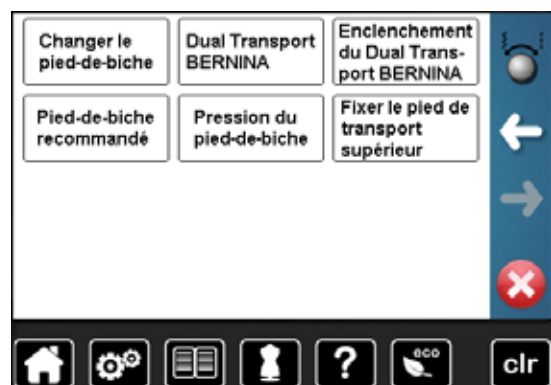 Changer le
pied-de-biche
Dual Transport
BERNINA
Enclenchement
du Dual Trans-
port BERNINA
Pied-de-biche
recommandé
Pression du
pied-de-biche
Fixer le pied de
transport
supérieur
?
eco
clr